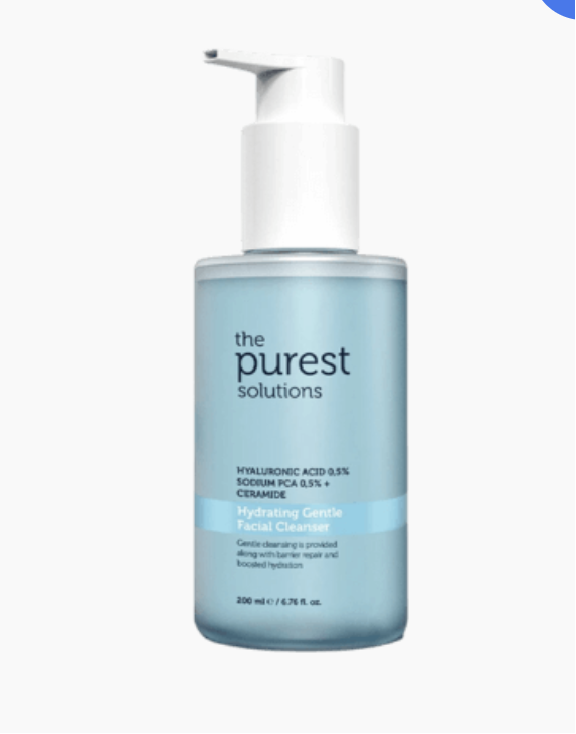 the
purest
solutions
HYALURONIC ACID 0,5%
SODIUM PCA 0,5% +
CERAMIDE
Hydrating Gentle
Facial Cleanser
Gentle cleansing is provided
along with barrier repair and
boosted hydration
200 ml ℮ / 6.76 fl. oz.